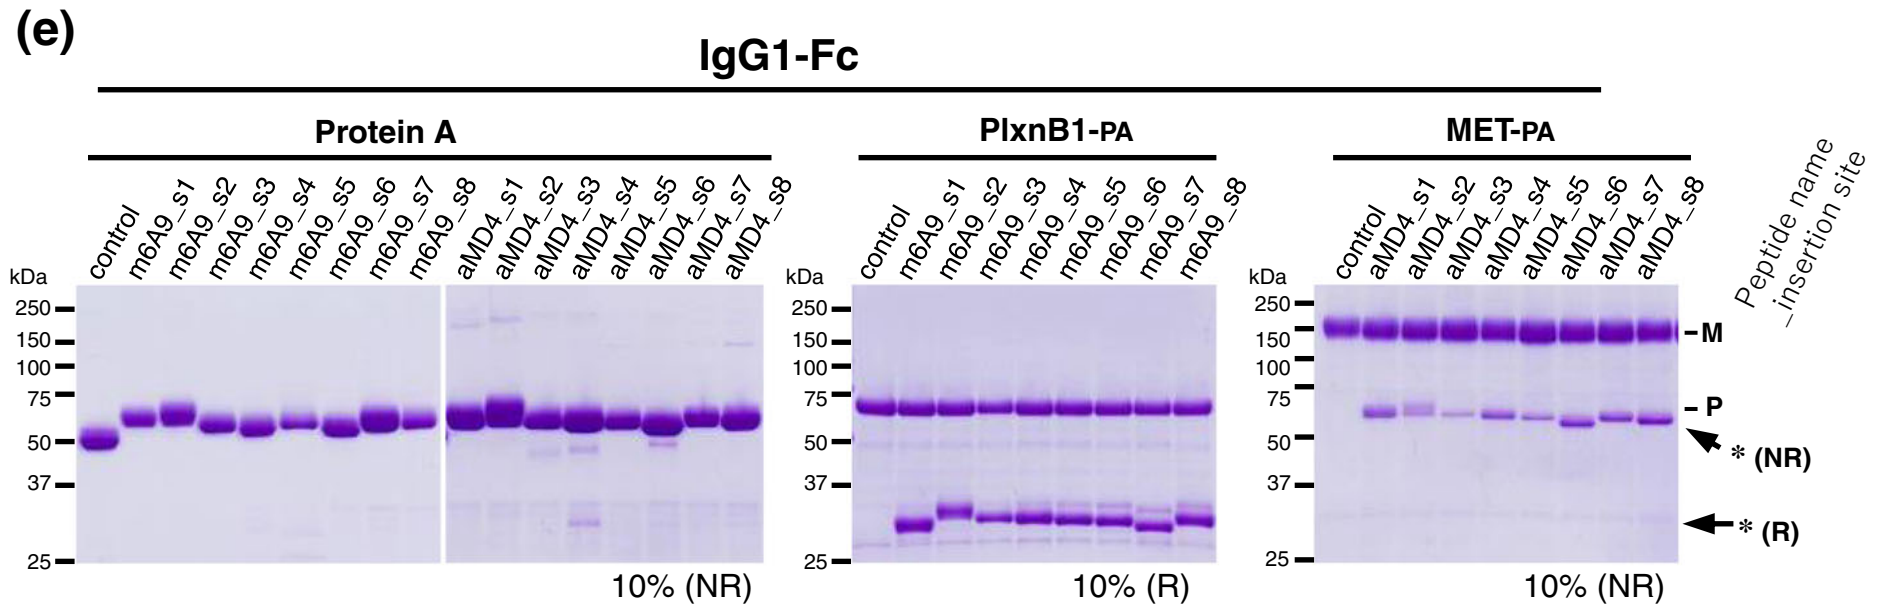 (e)
IgG1-Fc
Protein A
PlxnB1-PA
MET-PA
control
m6A9_s1
m6A9_s2
m6A9_s3
m6A9_s4
m6A9_s5
m6A9_s6
m6A9_s7
m6A9_s8
aMD4_s1
aMD4_s2
aMD4_s3
aMD4_s4
aMD4_s5
aMD4_s6
aMD4_s7
aMD4_s8
control
m6A9_s1
m6A9_s2
m6A9_s3
m6A9_s4
m6A9_s5
m6A9_s6
m6A9_s7
m6A9_s8
control
aMD4_s1
aMD4_s2
aMD4_s3
aMD4_s4
aMD4_s5
aMD4_s6
aMD4_s7
aMD4_s8
Peptide name
_insertion site
kDa
250
150
100
75
50
37
25
10% (NR)
kDa
250
150
100
75
50
37
25
10% (R)
kDa
250
150
100
75
50
37
25
10% (NR)
M
P
* (NR)
* (R)